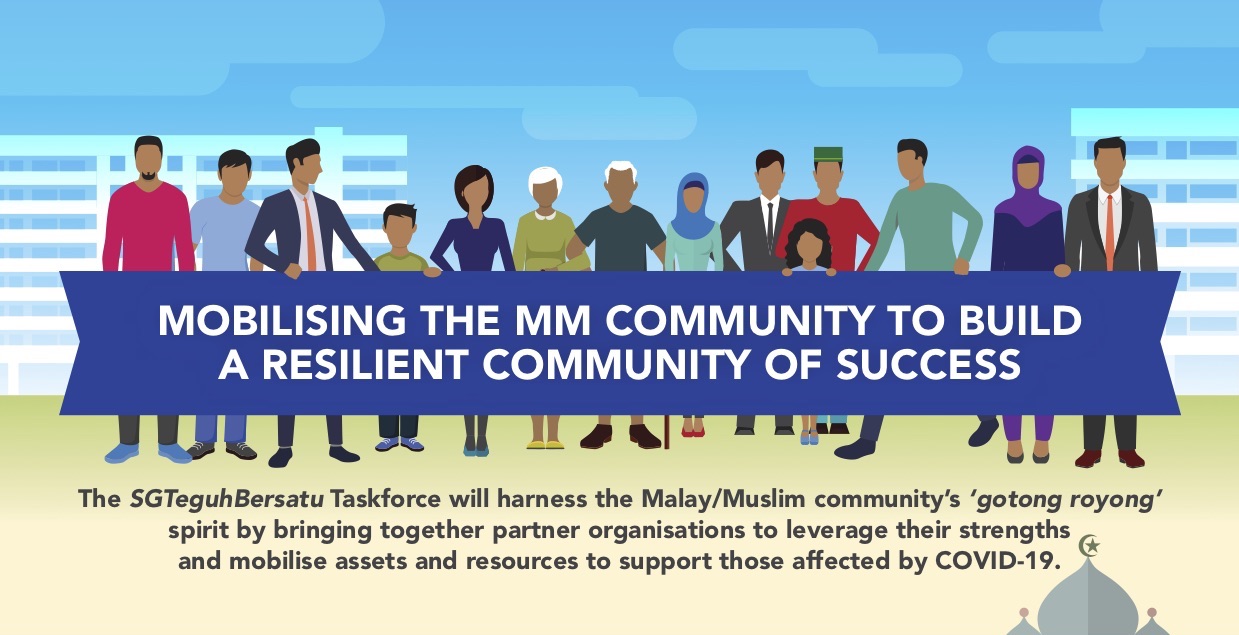 MOBILISING THE MM COMMUNITY TO BUILD
A RESILIENT COMMUNITY OF SUCCESS
The SGTeguhBersatu Taskforce will harness the Malay/Muslim community’s ‘gotong royong’
spirit by bringing together partner organisations to leverage their strengths
and mobilise assets and resources to support those affected by COVID-19.